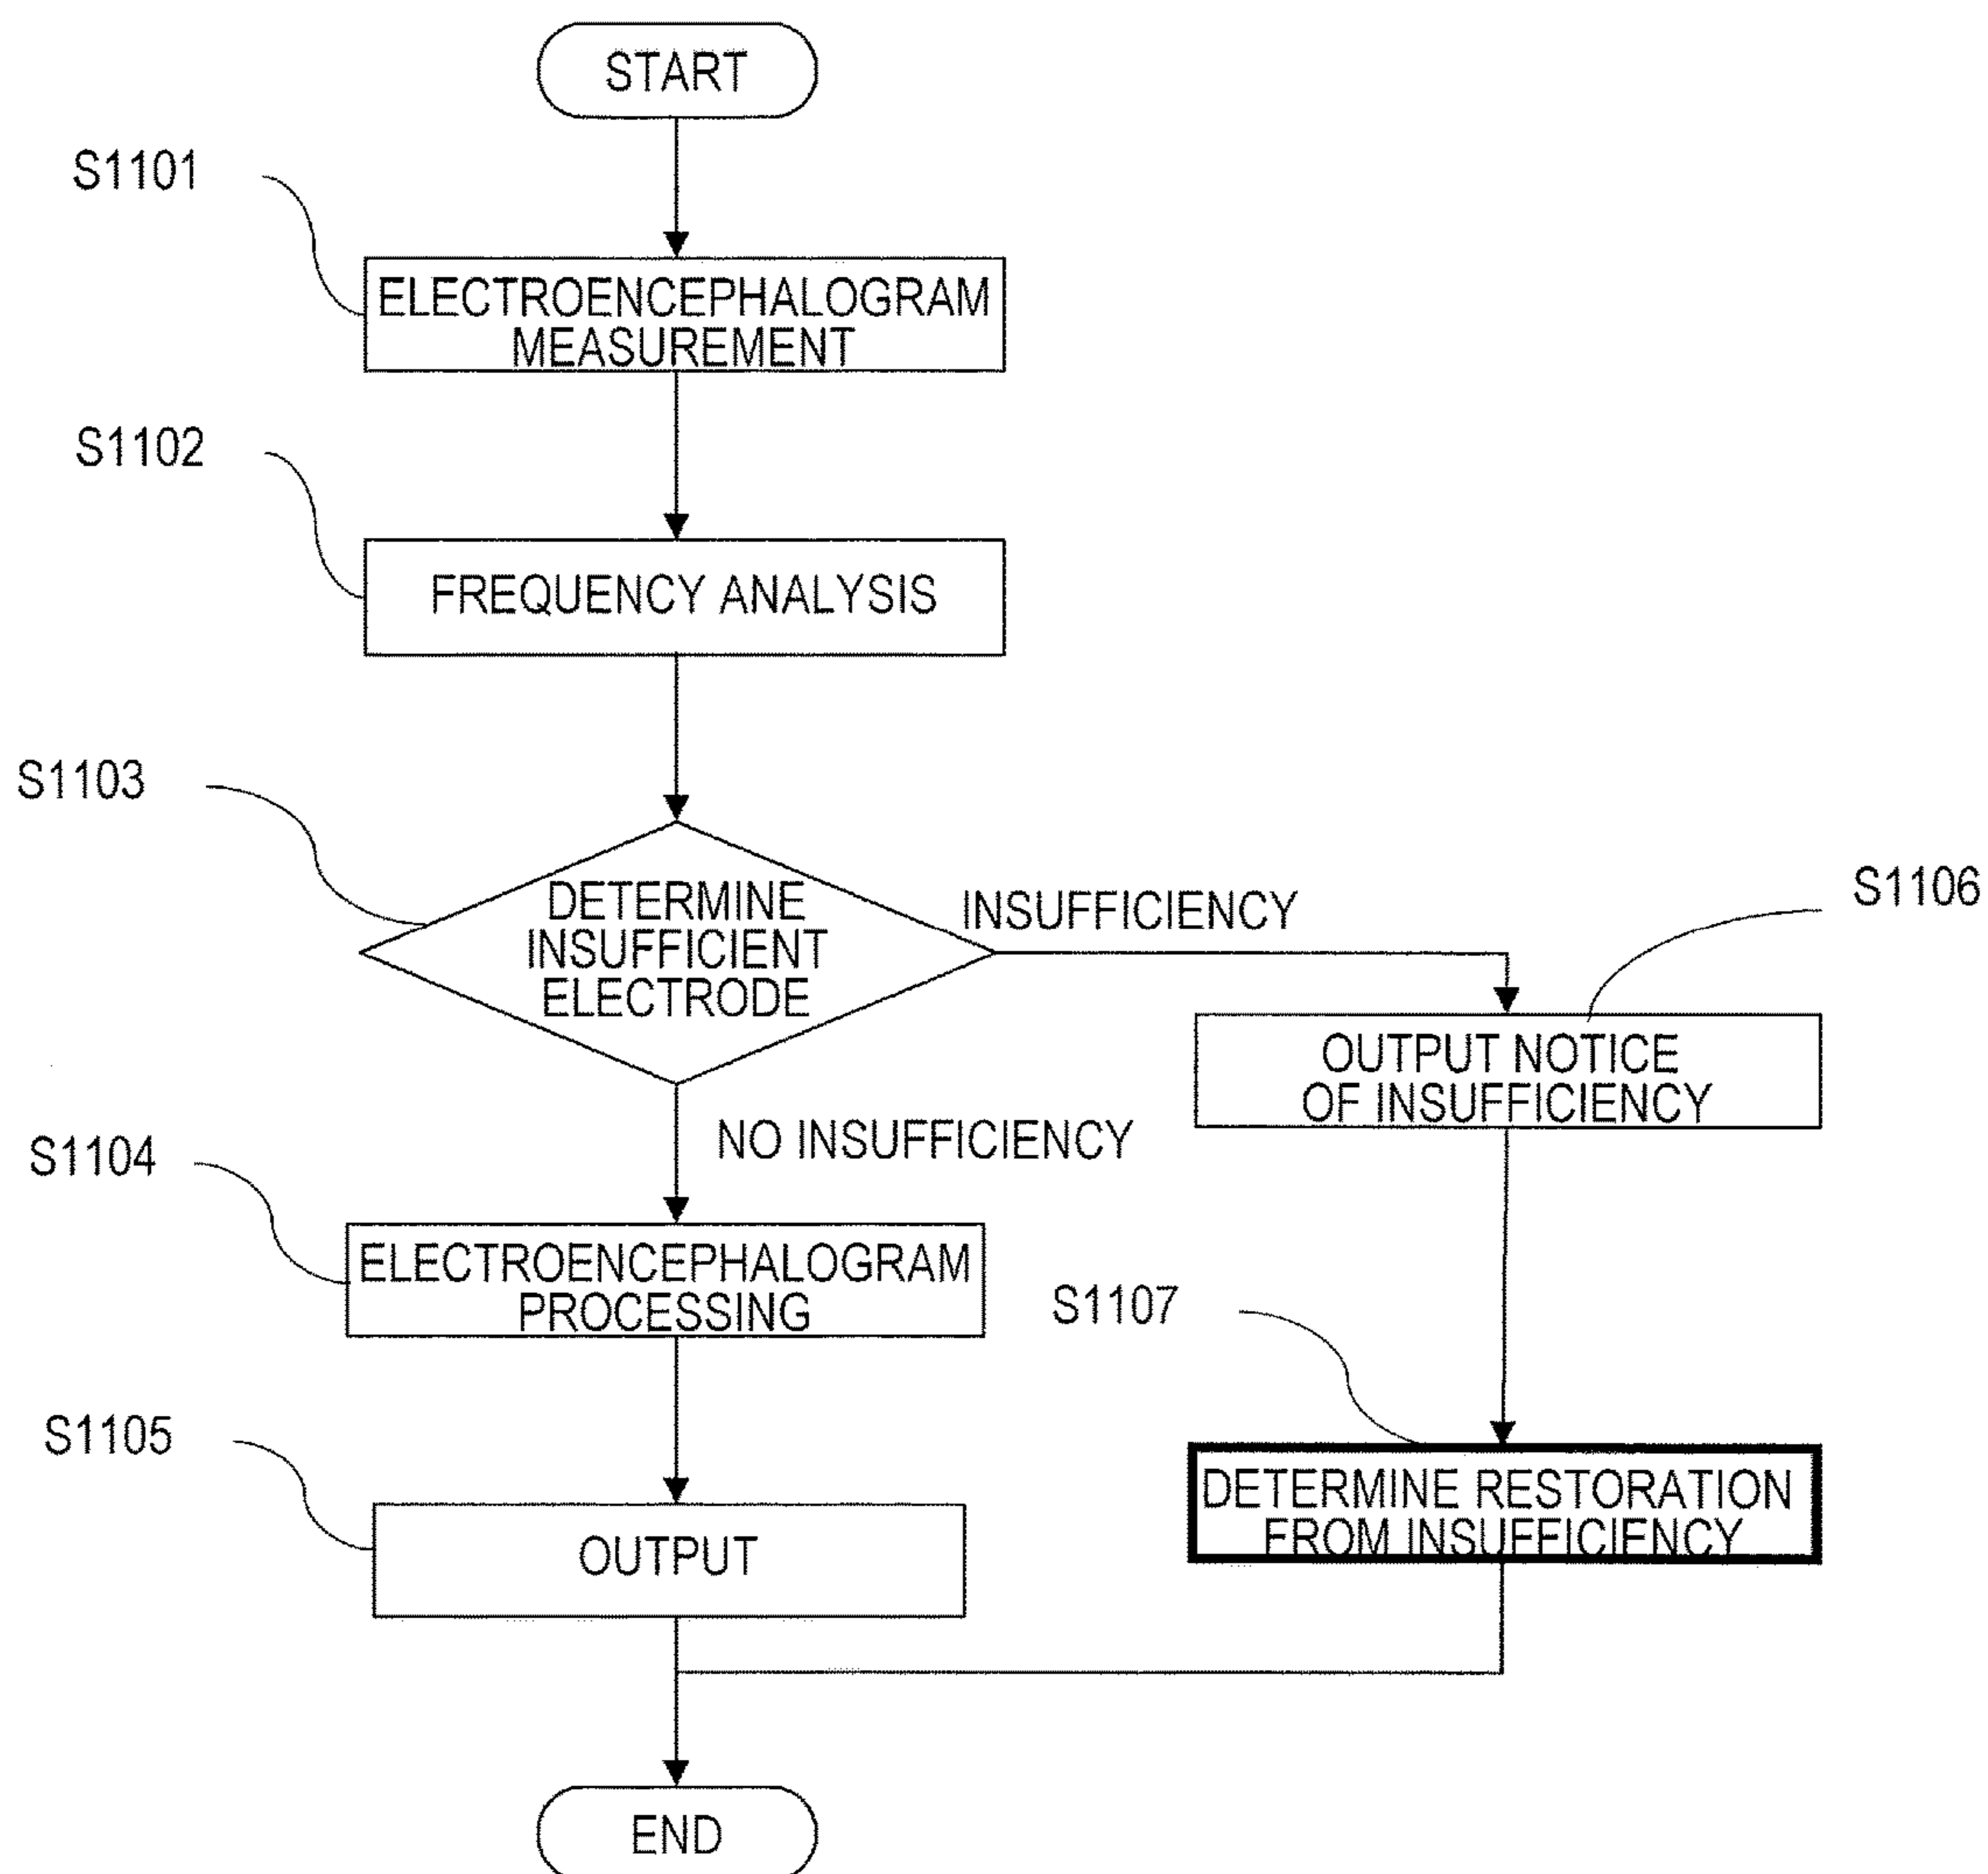 START
S1101
ELECTROENCEPHALOGRAM
MEASUREMENT
S1102
FREQUENCY ANALYSIS
S1103
DETERMINE
INSUFFICIENT
ELECTRODE
INSUFFICIENCY
S1106
OUTPUT NOTICE
OF INSUFFICIENCY
NO INSUFFICIENCY
S1104
ELECTROENCEPHALOGRAM
PROCESSING
S1107
DETERMINE RESTORATION
FROM INSUFFICIENCY
S1105
OUTPUT
END